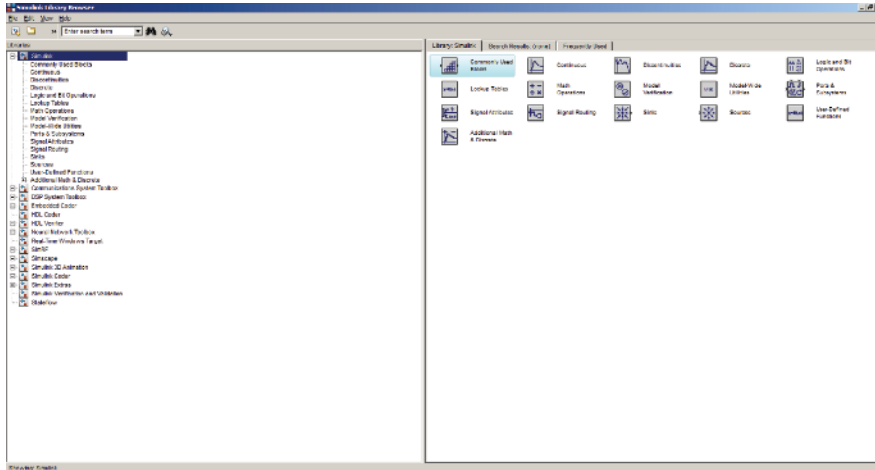 Simulink Library Browser
File Edit View Help
» Enter search term
Libraries
Library: Simulink
Search Results: (none)
Frequently Used
Simulink
Commonly Used Blocks
Continuous
Discontinuities
Discrete
Logic and Bit Operations
Lookup Tables
Math Operations
Model Verification
Model-Wide Utilities
Ports & Subsystems
Signal Attributes
Signal Routing
Sinks
Sources
User-Defined Functions
Additional Math & Discrete
Communications System Toolbox
DSP System Toolbox
Embedded Coder
HDL Coder
HDL Verifier
Neural Network Toolbox
Real-Time Windows Target
SimRF
Simscape
Simulink 3D Animation
Simulink Coder
Simulink Extras
Simulink Verification and Validation
Stateflow
Commonly Used
Blocks
Continuous
Discontinuities
Discrete
Logic and Bit
Operations
Lookup Tables
Math
Operations
Model
Verification
Model-Wide
Utilities
Ports &
Subsystems
Signal Attributes
Signal Routing
Sinks
Sources
User-Defined
Functions
Additional Math
& Discrete
Showing: Simulink